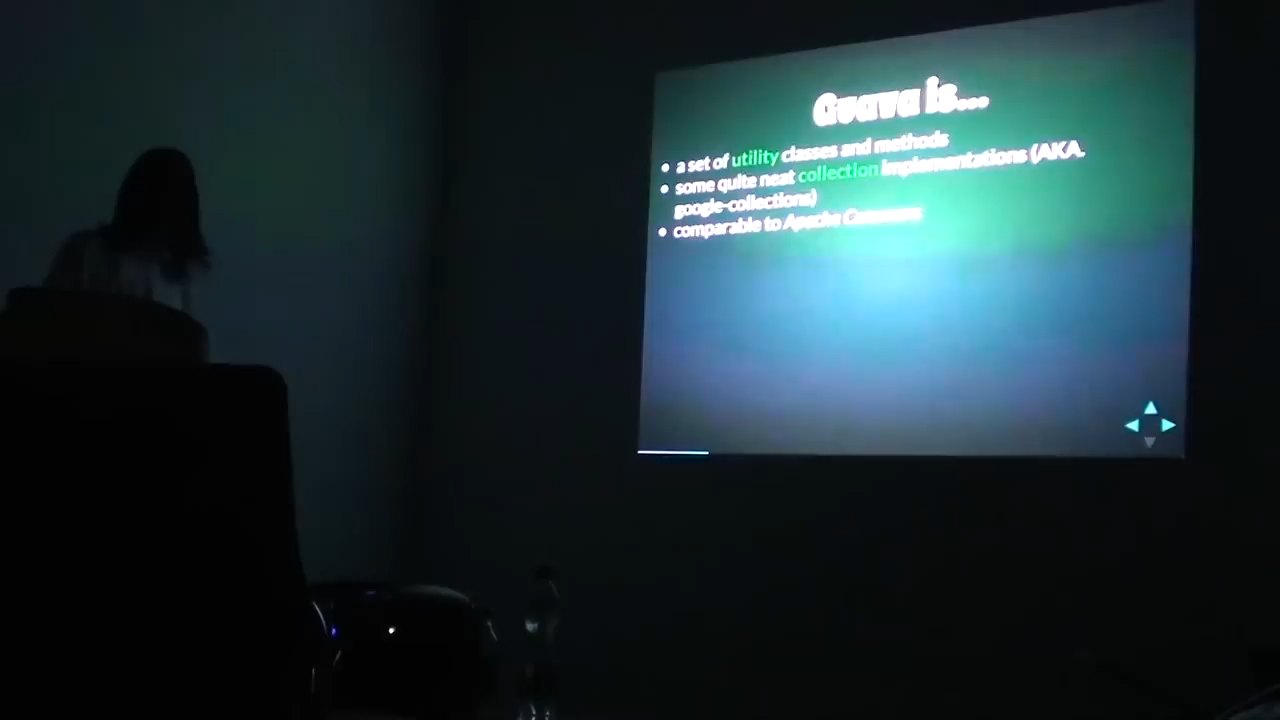 Guava is...
• a set of utility classes and methods
• some quite neat collection implementations (AKA.
google-collections)
• comparable to Apache Commons